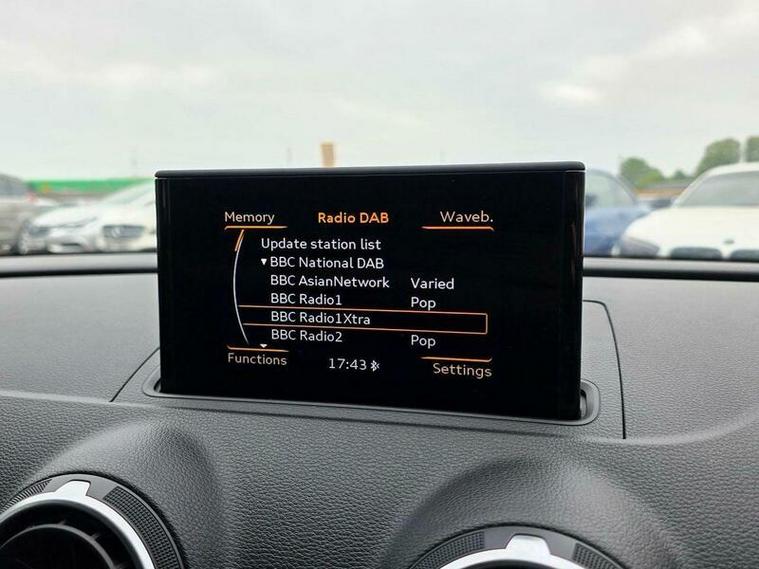 Memory Radio DAB Waveb.
Update station list
▼ BBC National DAB
BBC AsianNetwork Varied
BBC Radio1 Pop
BBC Radio1Xtra
BBC Radio2 Pop
Functions 17:43 Settings